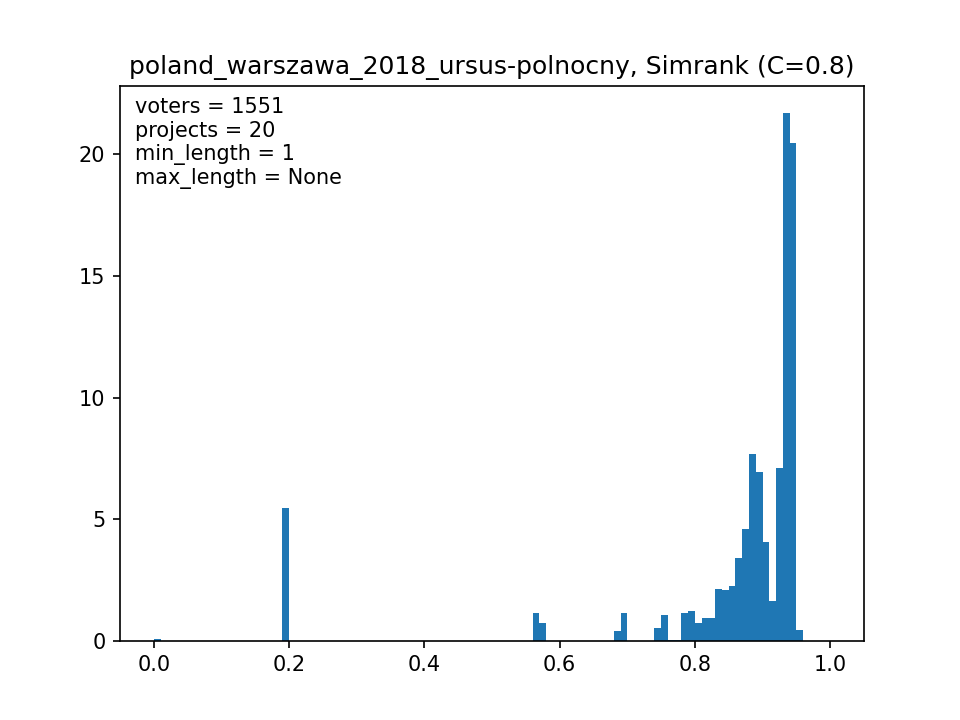 poland_warszawa_2018_ursus-polnocny, Simrank (C=0.8)
voters = 1551
projects = 20
min_length = 1
max_length = None
20
15
10
5
0
0.0 0.2 0.4 0.6 0.8 1.0